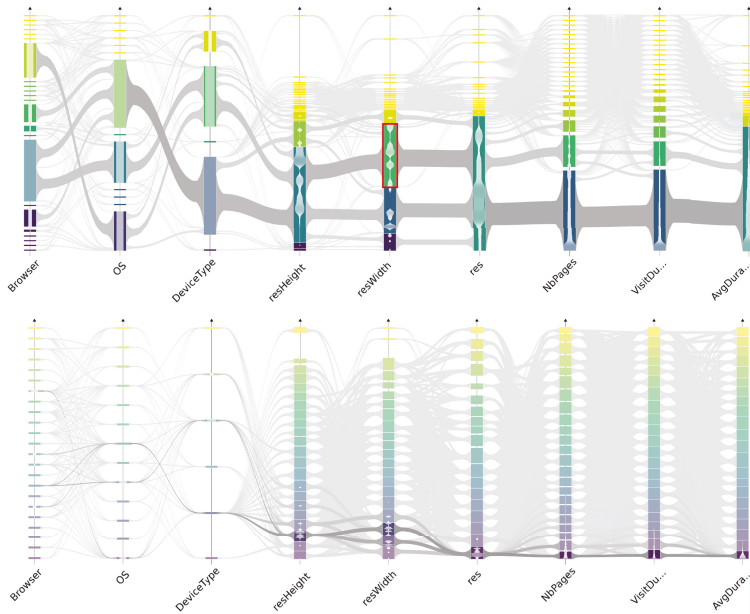 Browser
OS
DeviceType
resHeight
resWidth
res
NbPages
VisitDu...
AvgDura...
Browser
OS
DeviceType
resHeight
resWidth
res
NbPages
VisitDu...
AvgDura...